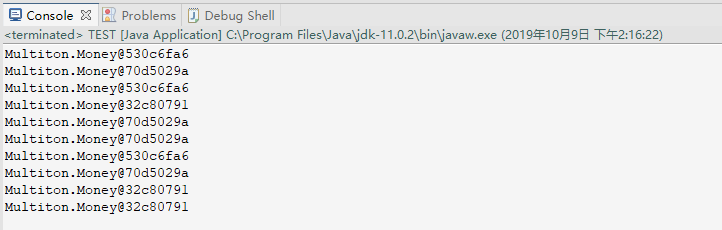 Console Problems Debug Shell
<terminated> TEST [Java Application] C:\Program Files\Java\jdk-11.0.2\bin\javaw.exe (2019年10月9日 下午2:16:22)
Multiton.Money@530c6fa6
Multiton.Money@70d5029a
Multiton.Money@530c6fa6
Multiton.Money@32c80791
Multiton.Money@70d5029a
Multiton.Money@70d5029a
Multiton.Money@530c6fa6
Multiton.Money@70d5029a
Multiton.Money@32c80791
Multiton.Money@32c80791